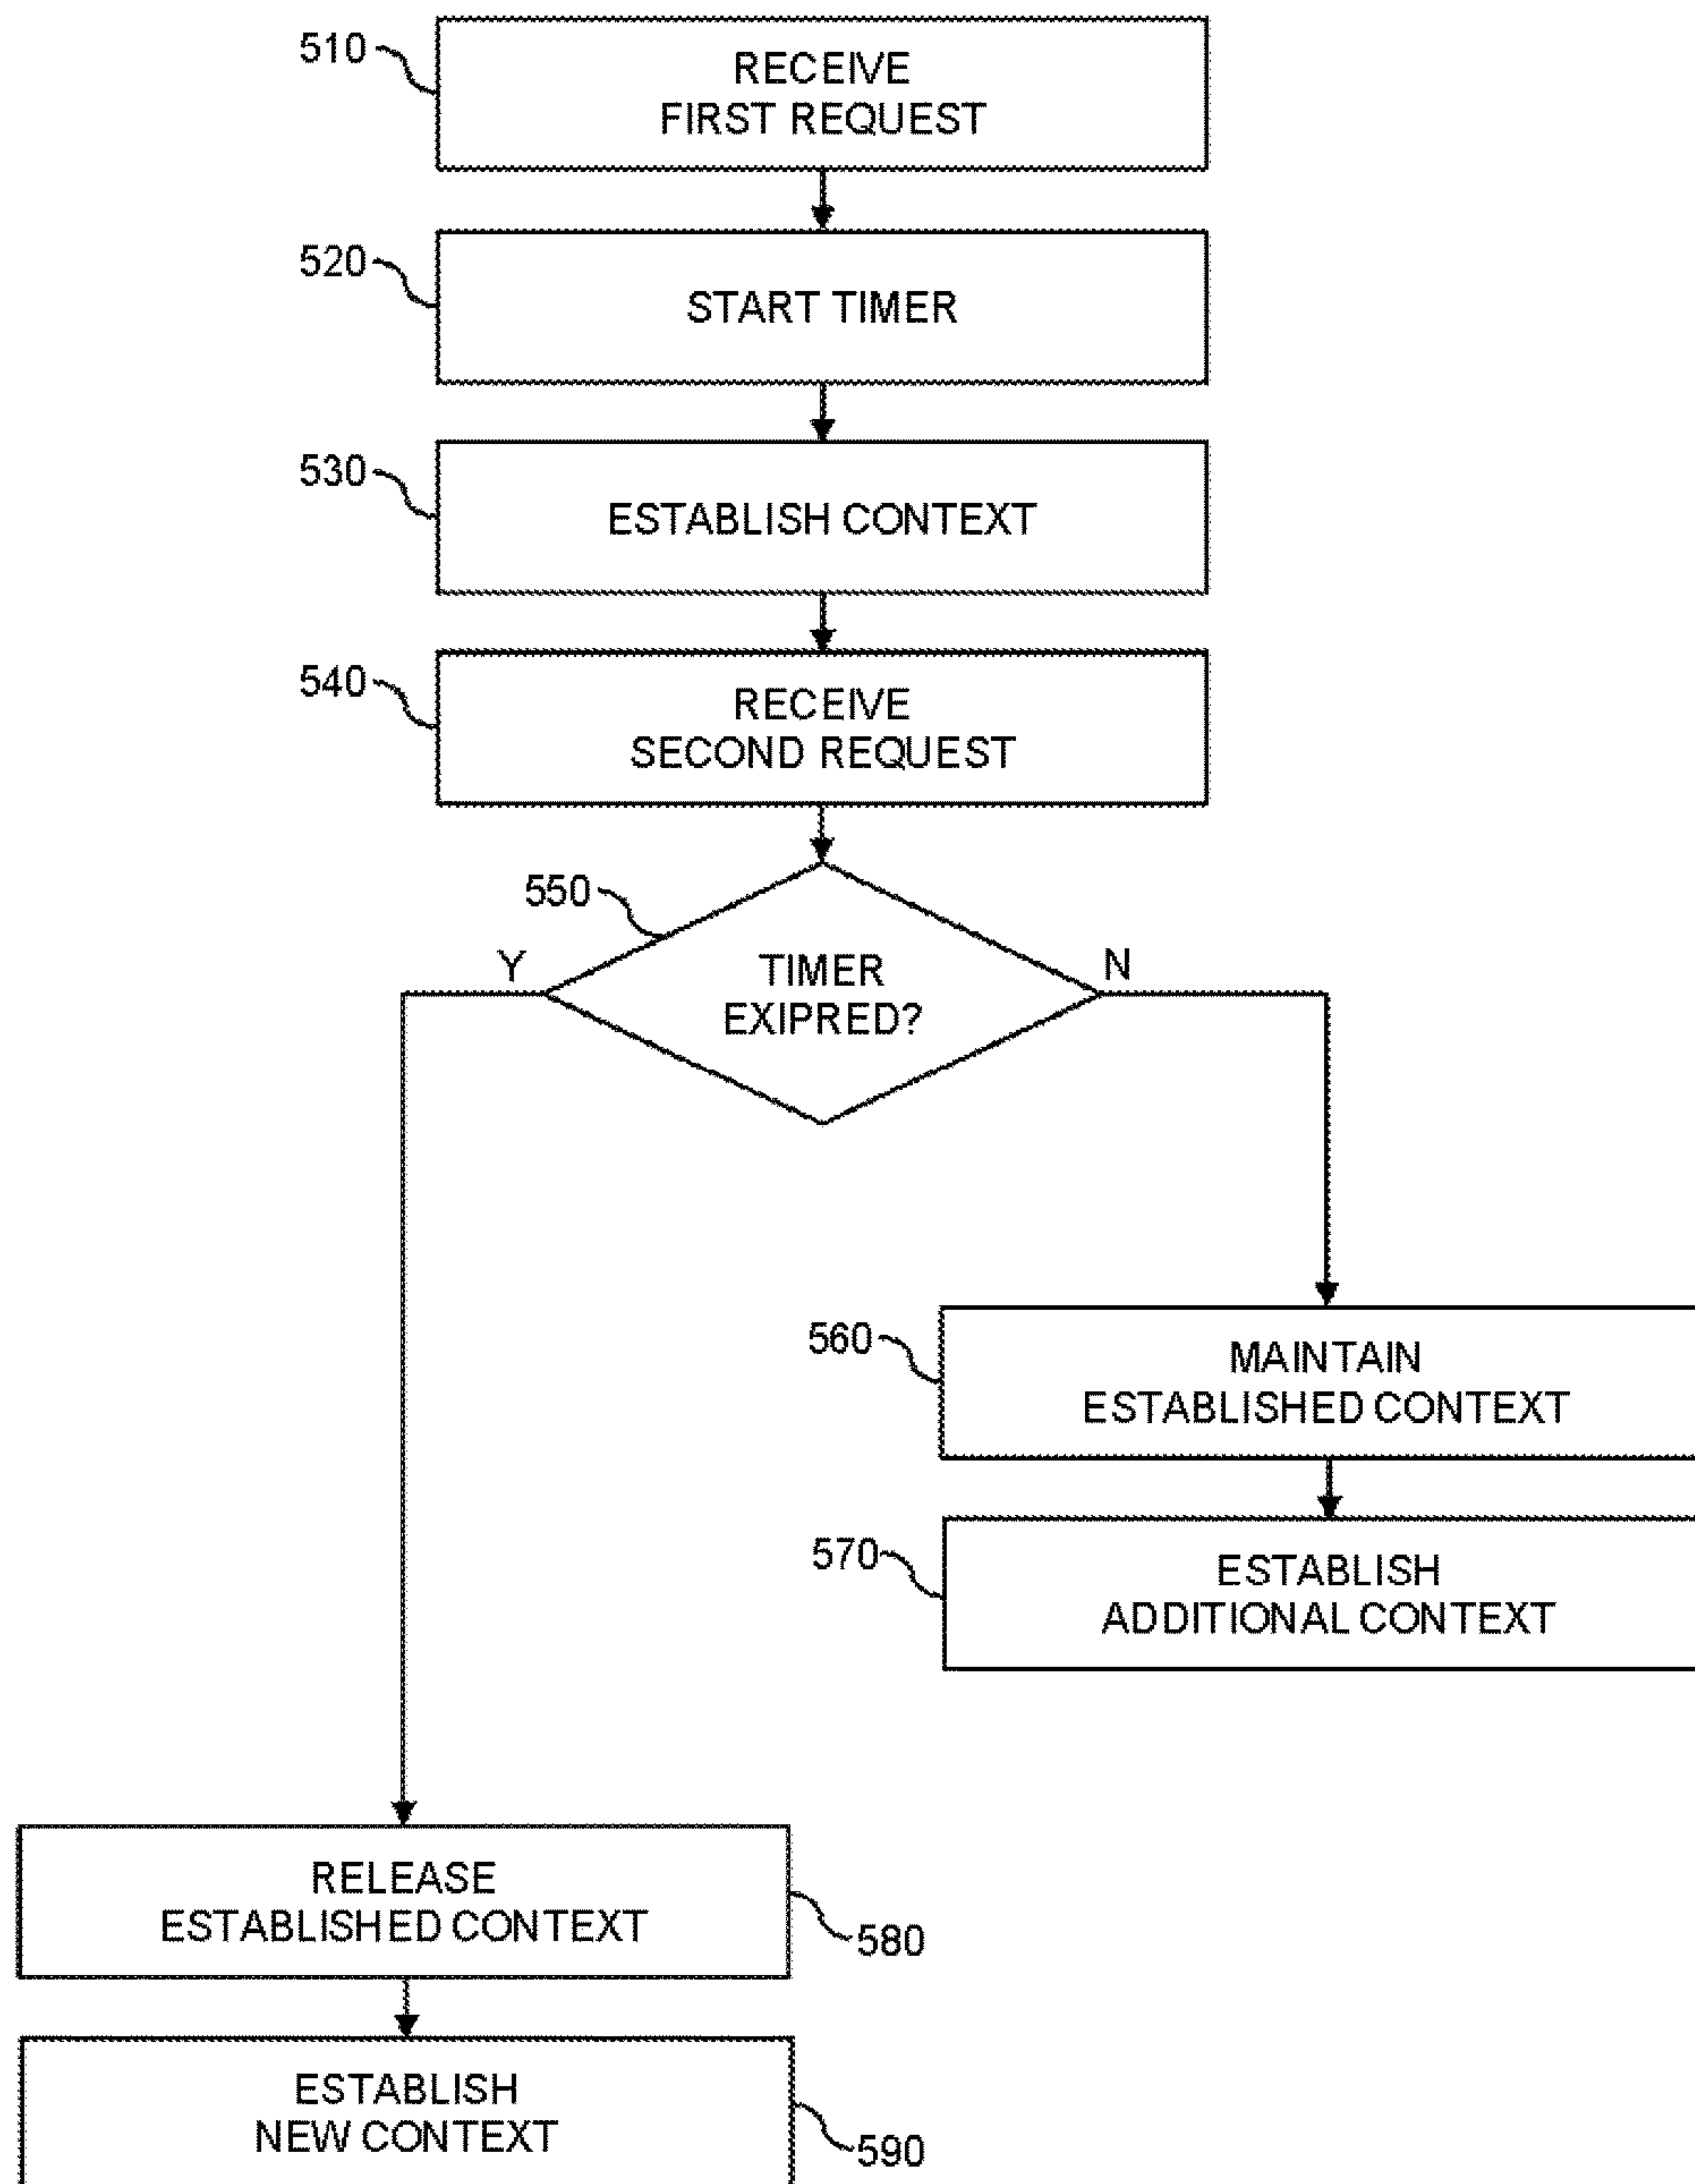 510
RECEIVE
FIRST REQUEST
520
START TIMER
530
ESTABLISH CONTEXT
540
RECEIVE
SECOND REQUEST
550
Y
N
TIMER
EXIPRED?
560
MAINTAIN
ESTABLISHED CONTEXT
570
ESTABLISH
ADDITIONAL CONTEXT
RELEASE
ESTABLISHED CONTEXT
580
ESTABLISH
NEW CONTEXT
590